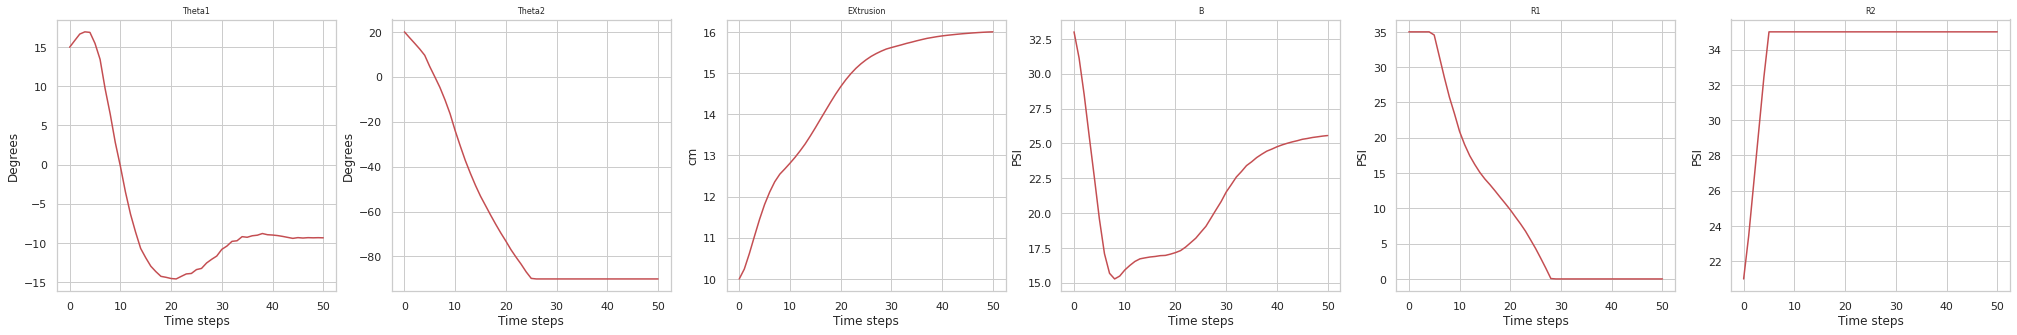 Theta1
Degrees
15
10
5
0
−5
−10
−15
0 10 20 30 40 50
Time steps
Theta2
Degrees
20
0
−20
−40
−60
−80
0 10 20 30 40 50
Time steps
EXtrusion
cm
16
15
14
13
12
11
10
0 10 20 30 40 50
Time steps
B
PSI
32.5
30.0
27.5
25.0
22.5
20.0
17.5
15.0
0 10 20 30 40 50
Time steps
R1
PSI
35
30
25
20
15
10
5
0
0 10 20 30 40 50
Time steps
R2
PSI
34
32
30
28
26
24
22
0 10 20 30 40 50
Time steps